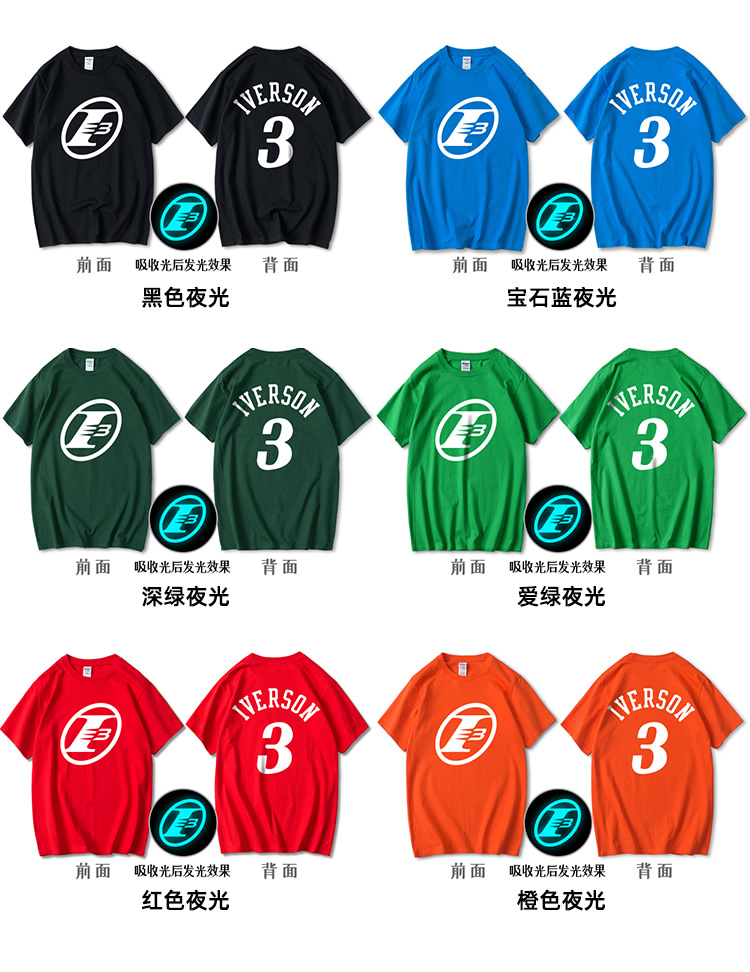 IVERSON
3
IVERSON
3
前面
吸收光后发光效果
背面
前面
吸收光后发光效果
背面
黑色夜光
宝石蓝夜光
IVERSON
3
IVERSON
3
前面
吸收光后发光效果
背面
前面
吸收光后发光效果
背面
深绿夜光
爱绿夜光
IVERSON
3
IVERSON
3
前面
吸收光后发光效果
背面
前面
吸收光后发光效果
背面
红色夜光
橙色夜光